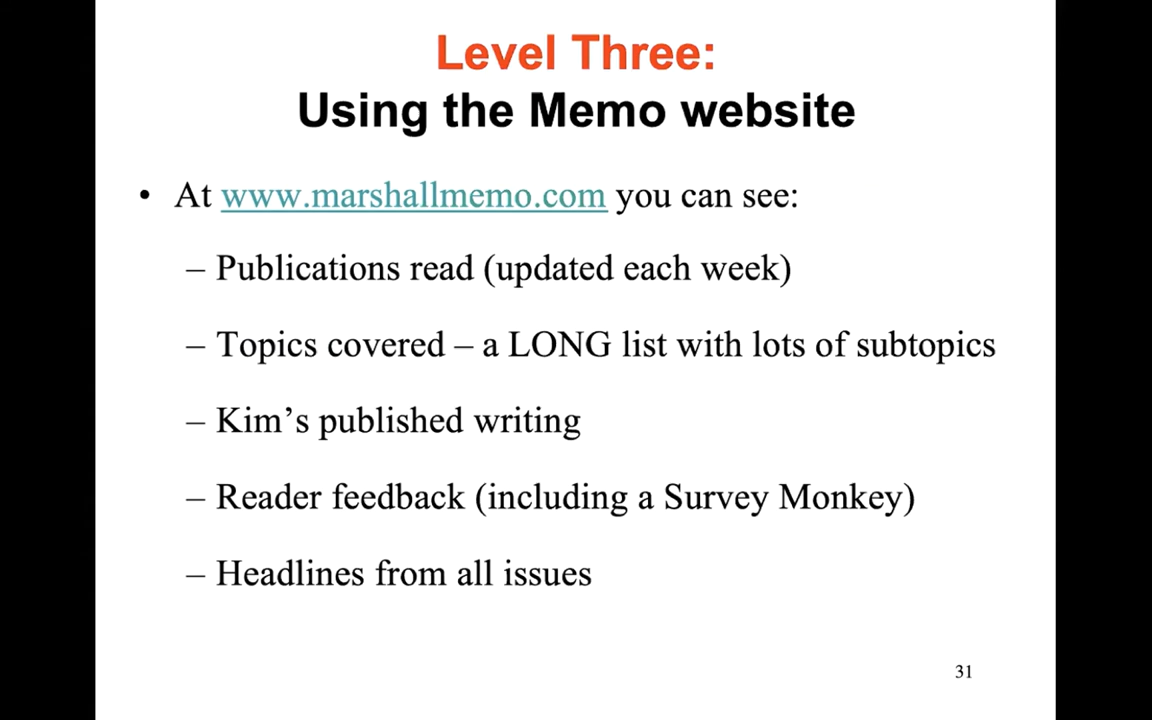 Level Three:
Using the Memo website
• At www.marshallmemo.com you can see:
– Publications read (updated each week)
– Topics covered – a LONG list with lots of subtopics
– Kim’s published writing
– Reader feedback (including a Survey Monkey)
– Headlines from all issues
31